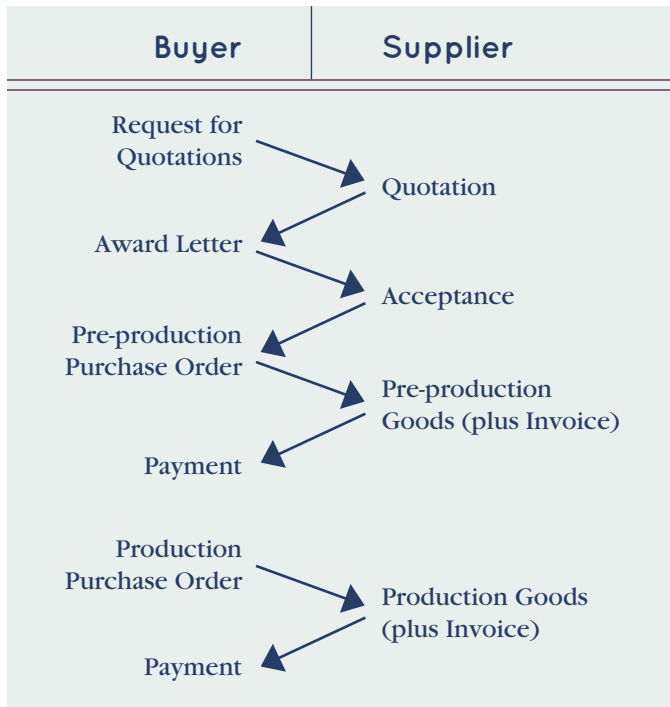 Buyer
Supplier
Request for
Quotations
Quotation
Award Letter
Acceptance
Pre-production
Purchase Order
Pre-production
Goods (plus Invoice)
Payment
Production
Purchase Order
Production Goods
(plus Invoice)
Payment